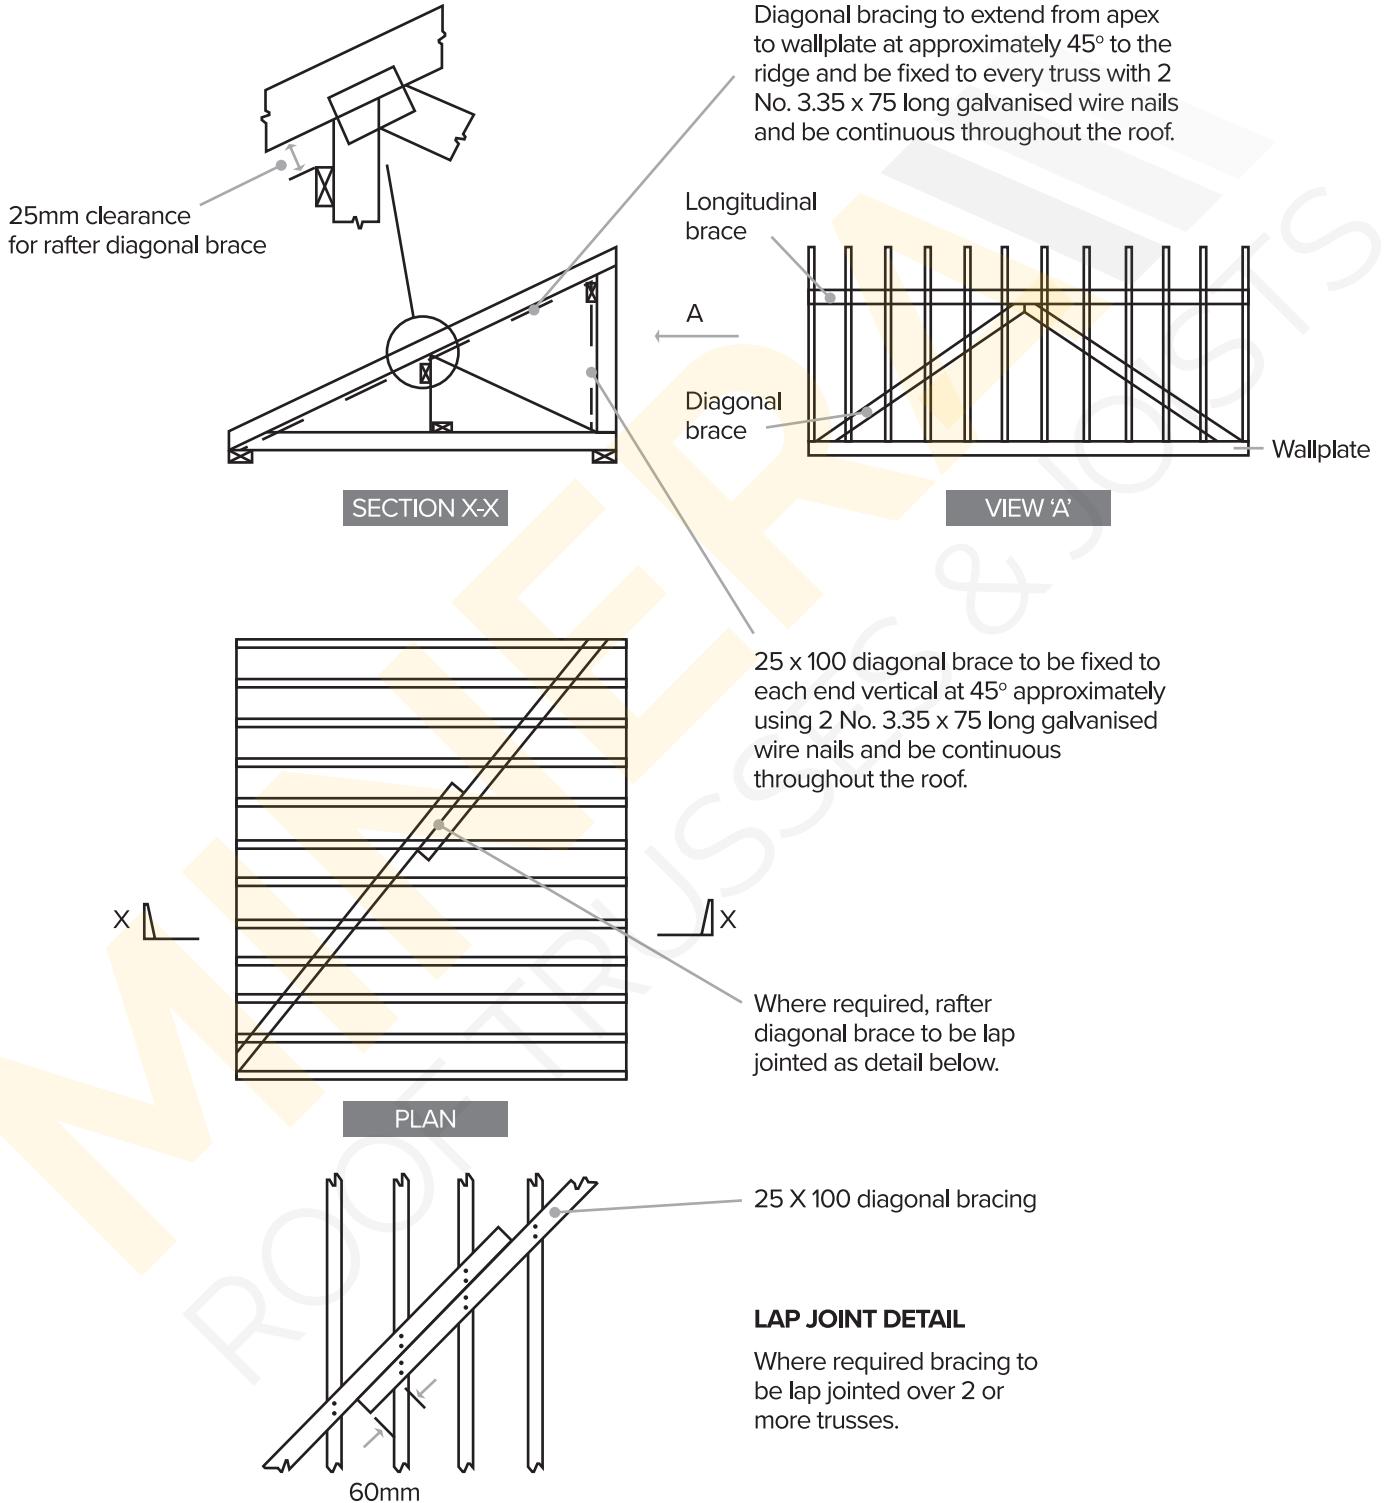 Diagonal bracing to extend from apex
to wallplate at approximately 45° to the
ridge and be fixed to every truss with 2
No. 3.35 x 75 long galvanised wire nails
and be continuous throughout the roof.
25mm clearance
for rafter diagonal brace
Longitudinal
brace
A
Diagonal
brace
Wallplate
SECTION X-X
VIEW ‘A’
25 x 100 diagonal brace to be fixed to
each end vertical at 45° approximately
using 2 No. 3.35 x 75 long galvanised
wire nails and be continuous
throughout the roof.
X
X
Where required, rafter
diagonal brace to be lap
jointed as detail below.
PLAN
25 X 100 diagonal bracing
LAP JOINT DETAIL
Where required bracing to
be lap jointed over 2 or
more trusses.
60mm
MINERA
ROOF TRUSSES & JOISTS